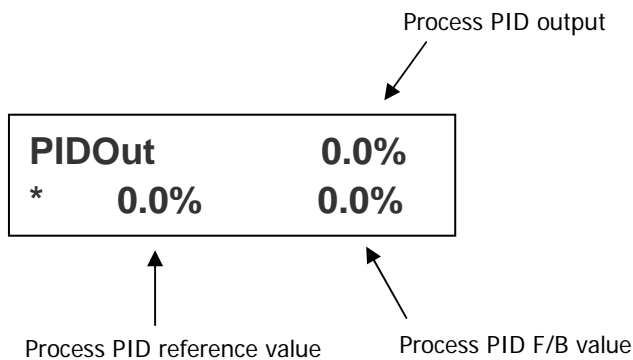 Process PID output
PIDOut 0.0%
* 0.0% 0.0%
Process PID reference value
Process PID F/B value